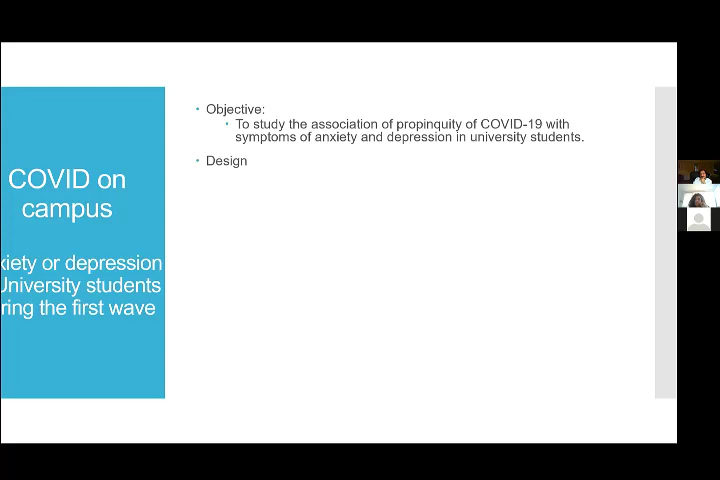 COVID on
campus
xiety or depression
University students
ring the first wave
Objective:
To study the association of propinquity of COVID-19 with
symptoms of anxiety and depression in university students.
Design